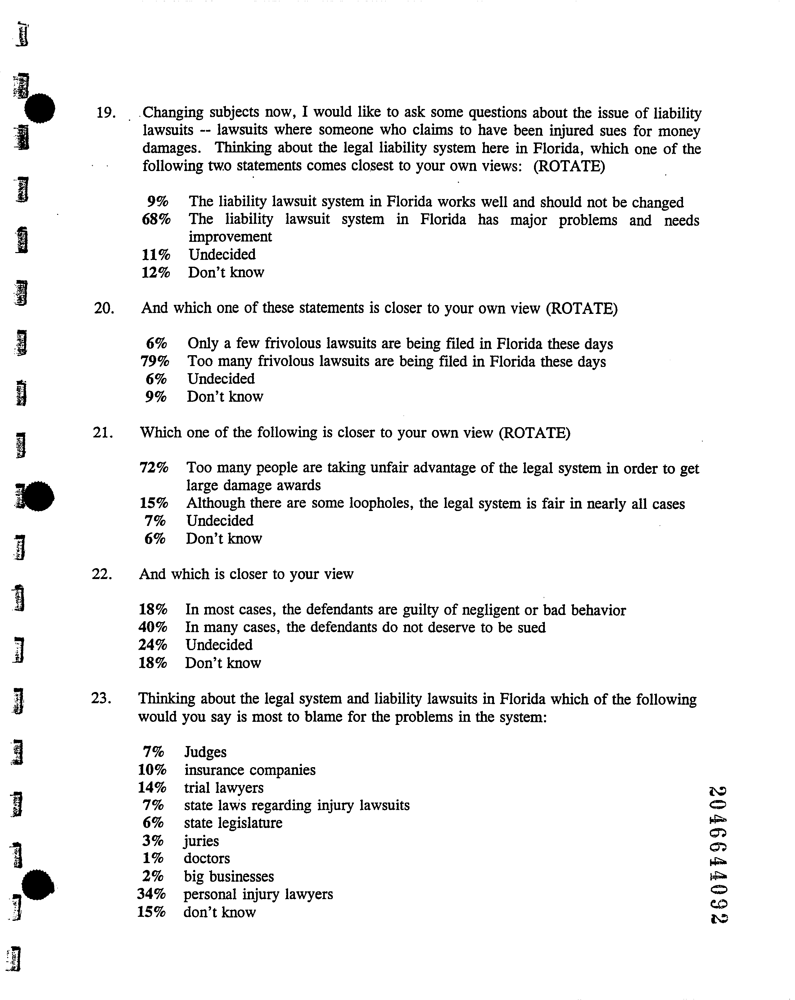 19. Changing subjects now, I would like to ask some questions about the issue of liability
lawsuits -- lawsuits where someone who claims to have been injured sues for money
damages. Thinking about the legal liability system here in Florida, which one of the
following two statements comes closest to your own views: (ROTATE)
9% The liability lawsuit system in Florida works well and should not be changed
68% The liability lawsuit system in Florida has major problems and needs
improvement
11% Undecided
12% Don't know
20. And which one of these statements is closer to your own view (ROTATE)
6% Only a few frivolous lawsuits are being filed in Florida these days
79% Too many frivolous lawsuits are being filed in Florida these days
6% Undecided
9% Don't know
21. Which one of the following is closer to your own view (ROTATE)
72% Too many people are taking unfair advantage of the legal system in order to get
large damage awards
15% Although there are some loopholes, the legal system is fair in nearly all cases
7% Undecided
6% Don't know
22. And which is closer to your view
18% In most cases, the defendants are guilty of negligent or bad behavior
40% In many cases, the defendants do not deserve to be sued
24% Undecided
18% Don't know
23. Thinking about the legal system and liability lawsuits in Florida which of the following
would you say is most to blame for the problems in the system:
7% Judges
10% insurance companies
14% trial lawyers
7% state laws regarding injury lawsuits
6% state legislature
3% juries
1% doctors
2% big businesses
34% personal injury lawyers
15% don't know
2046644092